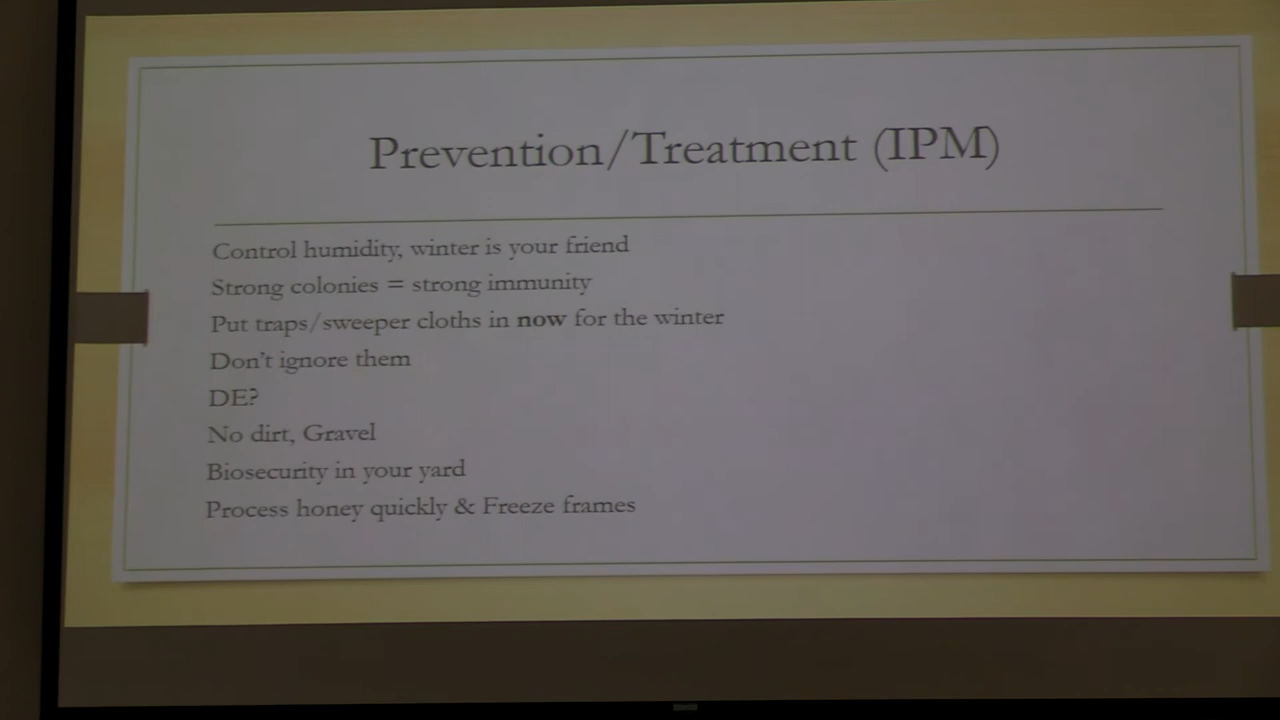 Prevention/Treatment (IPM)
Control humidity, winter is your friend
Strong colonies = strong immunity
Put traps/sweeper cloths in now for the winter
Don't ignore them
DE?
No dirt, Gravel
Biosecurity in your yard
Process honey quickly & Freeze frames